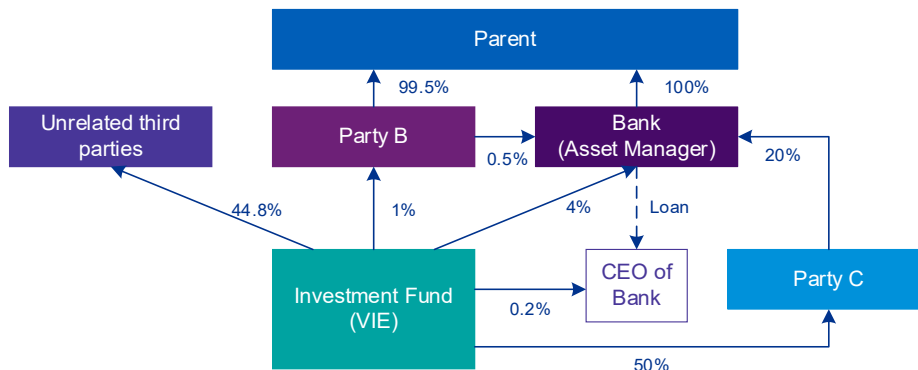 Parent
99.5%
100%
Unrelated third
parties
Party B
0.5%
Bank
(Asset Manager)
20%
44.8%
1%
4%
Loan
Investment Fund
(VIE)
0.2%
CEO of
Bank
Party C
50%